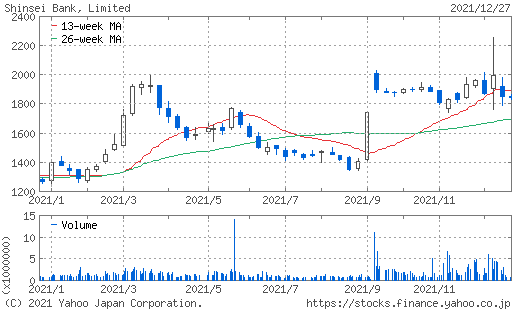 Shinsei Bank, Limited 2021/12/27
2400
13-week MA
26-week MA
2200
2000
1800
1600
1400
1200
2021/1 2021/3 2021/5 2021/7 2021/9 2021/11
15
Volume
10
5
0
(x1000000)
2021/1 2021/3 2021/5 2021/7 2021/9 2021/11
(C) 2021 Yahoo Japan Corporation. https://stocks.finance.yahoo.co.jp/